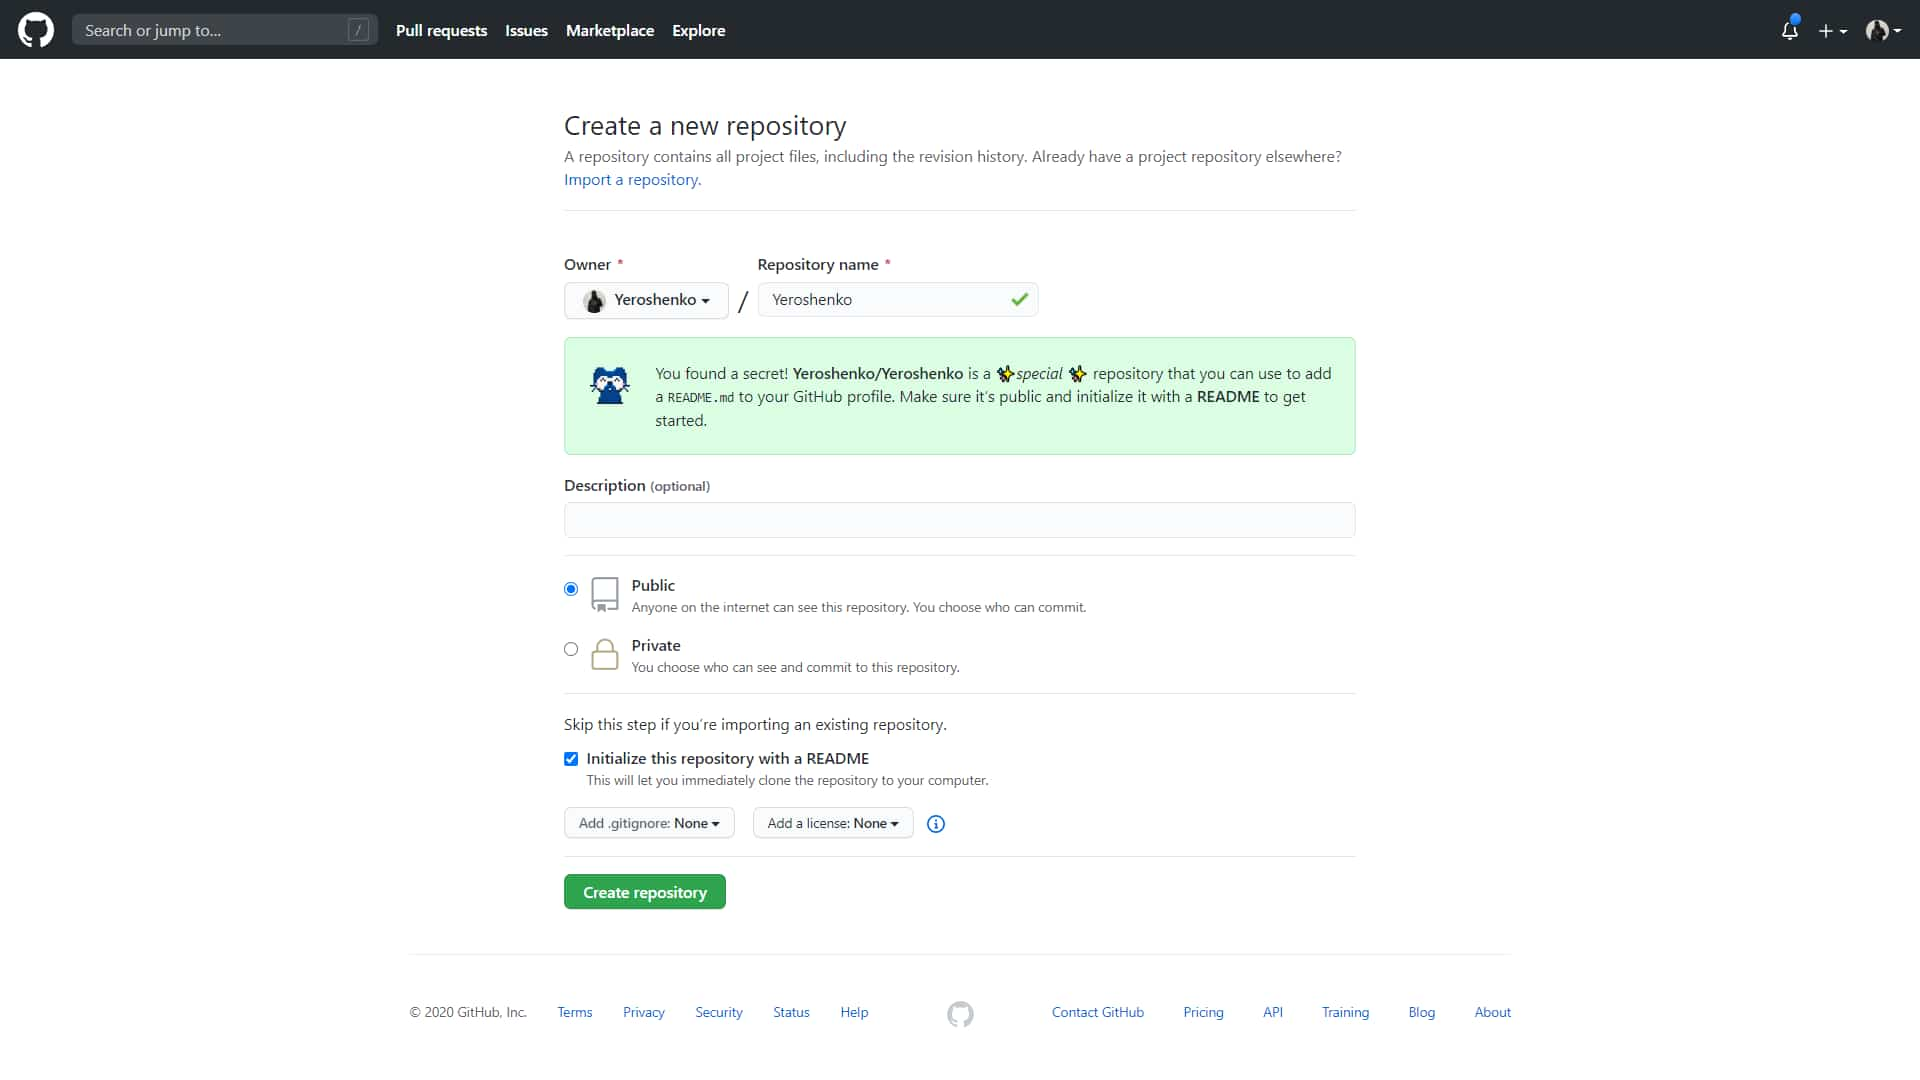 Search or jump to... /
Pull requests Issues Marketplace Explore
Create a new repository
A repository contains all project files, including the revision history. Already have a project repository elsewhere?
Import a repository.
Owner * Repository name *
Yeroshenko / Yeroshenko
You found a secret! Yeroshenko/Yeroshenko is a ✨special ✨ repository that you can use to add
a README.md to your GitHub profile. Make sure it’s public and initialize it with a README to get
started.
Description (optional)
Public
Anyone on the internet can see this repository. You choose who can commit.
Private
You choose who can see and commit to this repository.
Skip this step if you’re importing an existing repository.
Initialize this repository with a README
This will let you immediately clone the repository to your computer.
Add .gitignore: None Add a license: None
Create repository
© 2020 GitHub, Inc. Terms Privacy Security Status Help Contact GitHub Pricing API Training Blog About